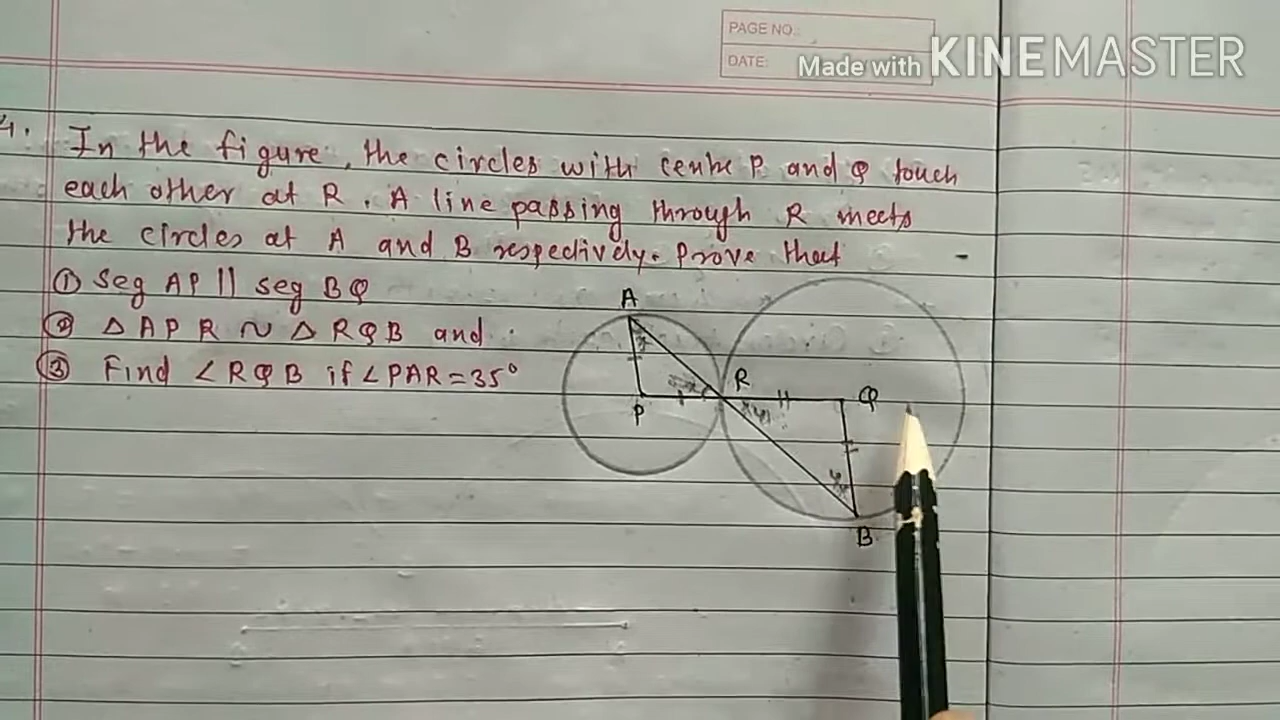 PAGE NO.:
DATE:
Made with KINEMASTER
4. In the figure, the circles with centre P and Q touch
each other at R. A line passing through R meets
the circles at A and B respectively. Prove that
① Seg AP || seg BQ
② △ APR ~ △ RQB and
③ Find ∠RQB if ∠PAR = 35°
A
R
P
Q
B